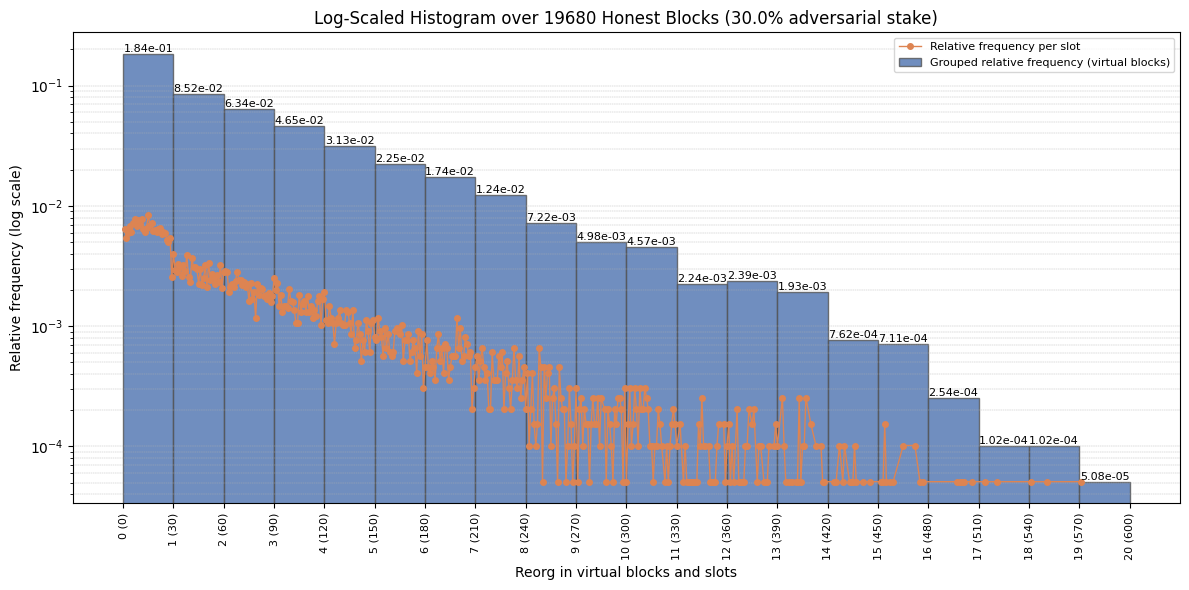 Log-Scaled Histogram over 19680 Honest Blocks (30.0% adversarial stake)
Relative frequency per slot
Grouped relative frequency (virtual blocks)
1.84e-01
8.52e-02
6.34e-02
4.65e-02
3.13e-02
2.25e-02
1.74e-02
1.24e-02
7.22e-03
4.98e-03
4.57e-03
2.24e-03
2.39e-03
1.93e-03
7.62e-04
7.11e-04
2.54e-04
1.02e-04
1.02e-04
5.08e-05
Relative frequency (log scale)
10⁻¹
10⁻²
10⁻³
10⁻⁴
0 (0)
1 (30)
2 (60)
3 (90)
4 (120)
5 (150)
6 (180)
7 (210)
8 (240)
9 (270)
10 (300)
11 (330)
12 (360)
13 (390)
14 (420)
15 (450)
16 (480)
17 (510)
18 (540)
19 (570)
20 (600)
Reorg in virtual blocks and slots